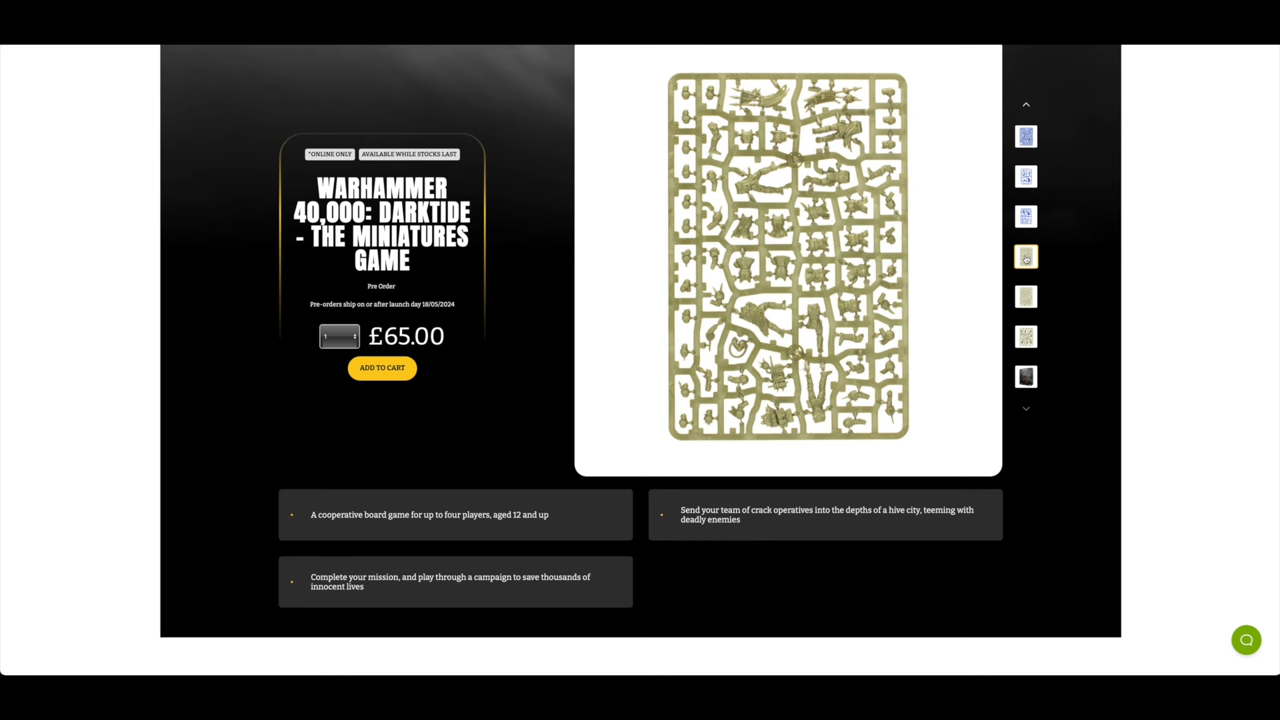 *ONLINE ONLY
AVAILABLE WHILE STOCKS LAST
WARHAMMER
40,000: DARKTIDE
- THE MINIATURES
GAME
Pre Order
Pre-orders ship on or after launch day 18/05/2024
1
£65.00
ADD TO CART
A cooperative board game for up to four players, aged 12 and up
Send your team of crack operatives into the depths of a hive city, teeming with
deadly enemies
Complete your mission, and play through a campaign to save thousands of
innocent lives